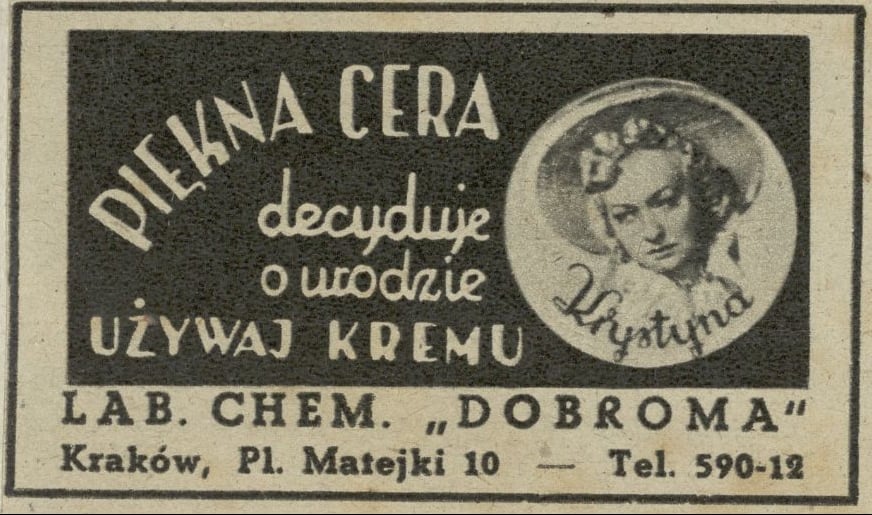 PIĘKNA CERA
decyduje
o urodzie
UŻYWAJ KREMU
Krystyna
LAB. CHEM. „DOBROMA“
Kraków, Pl. Matejki 10 — Tel. 590-12